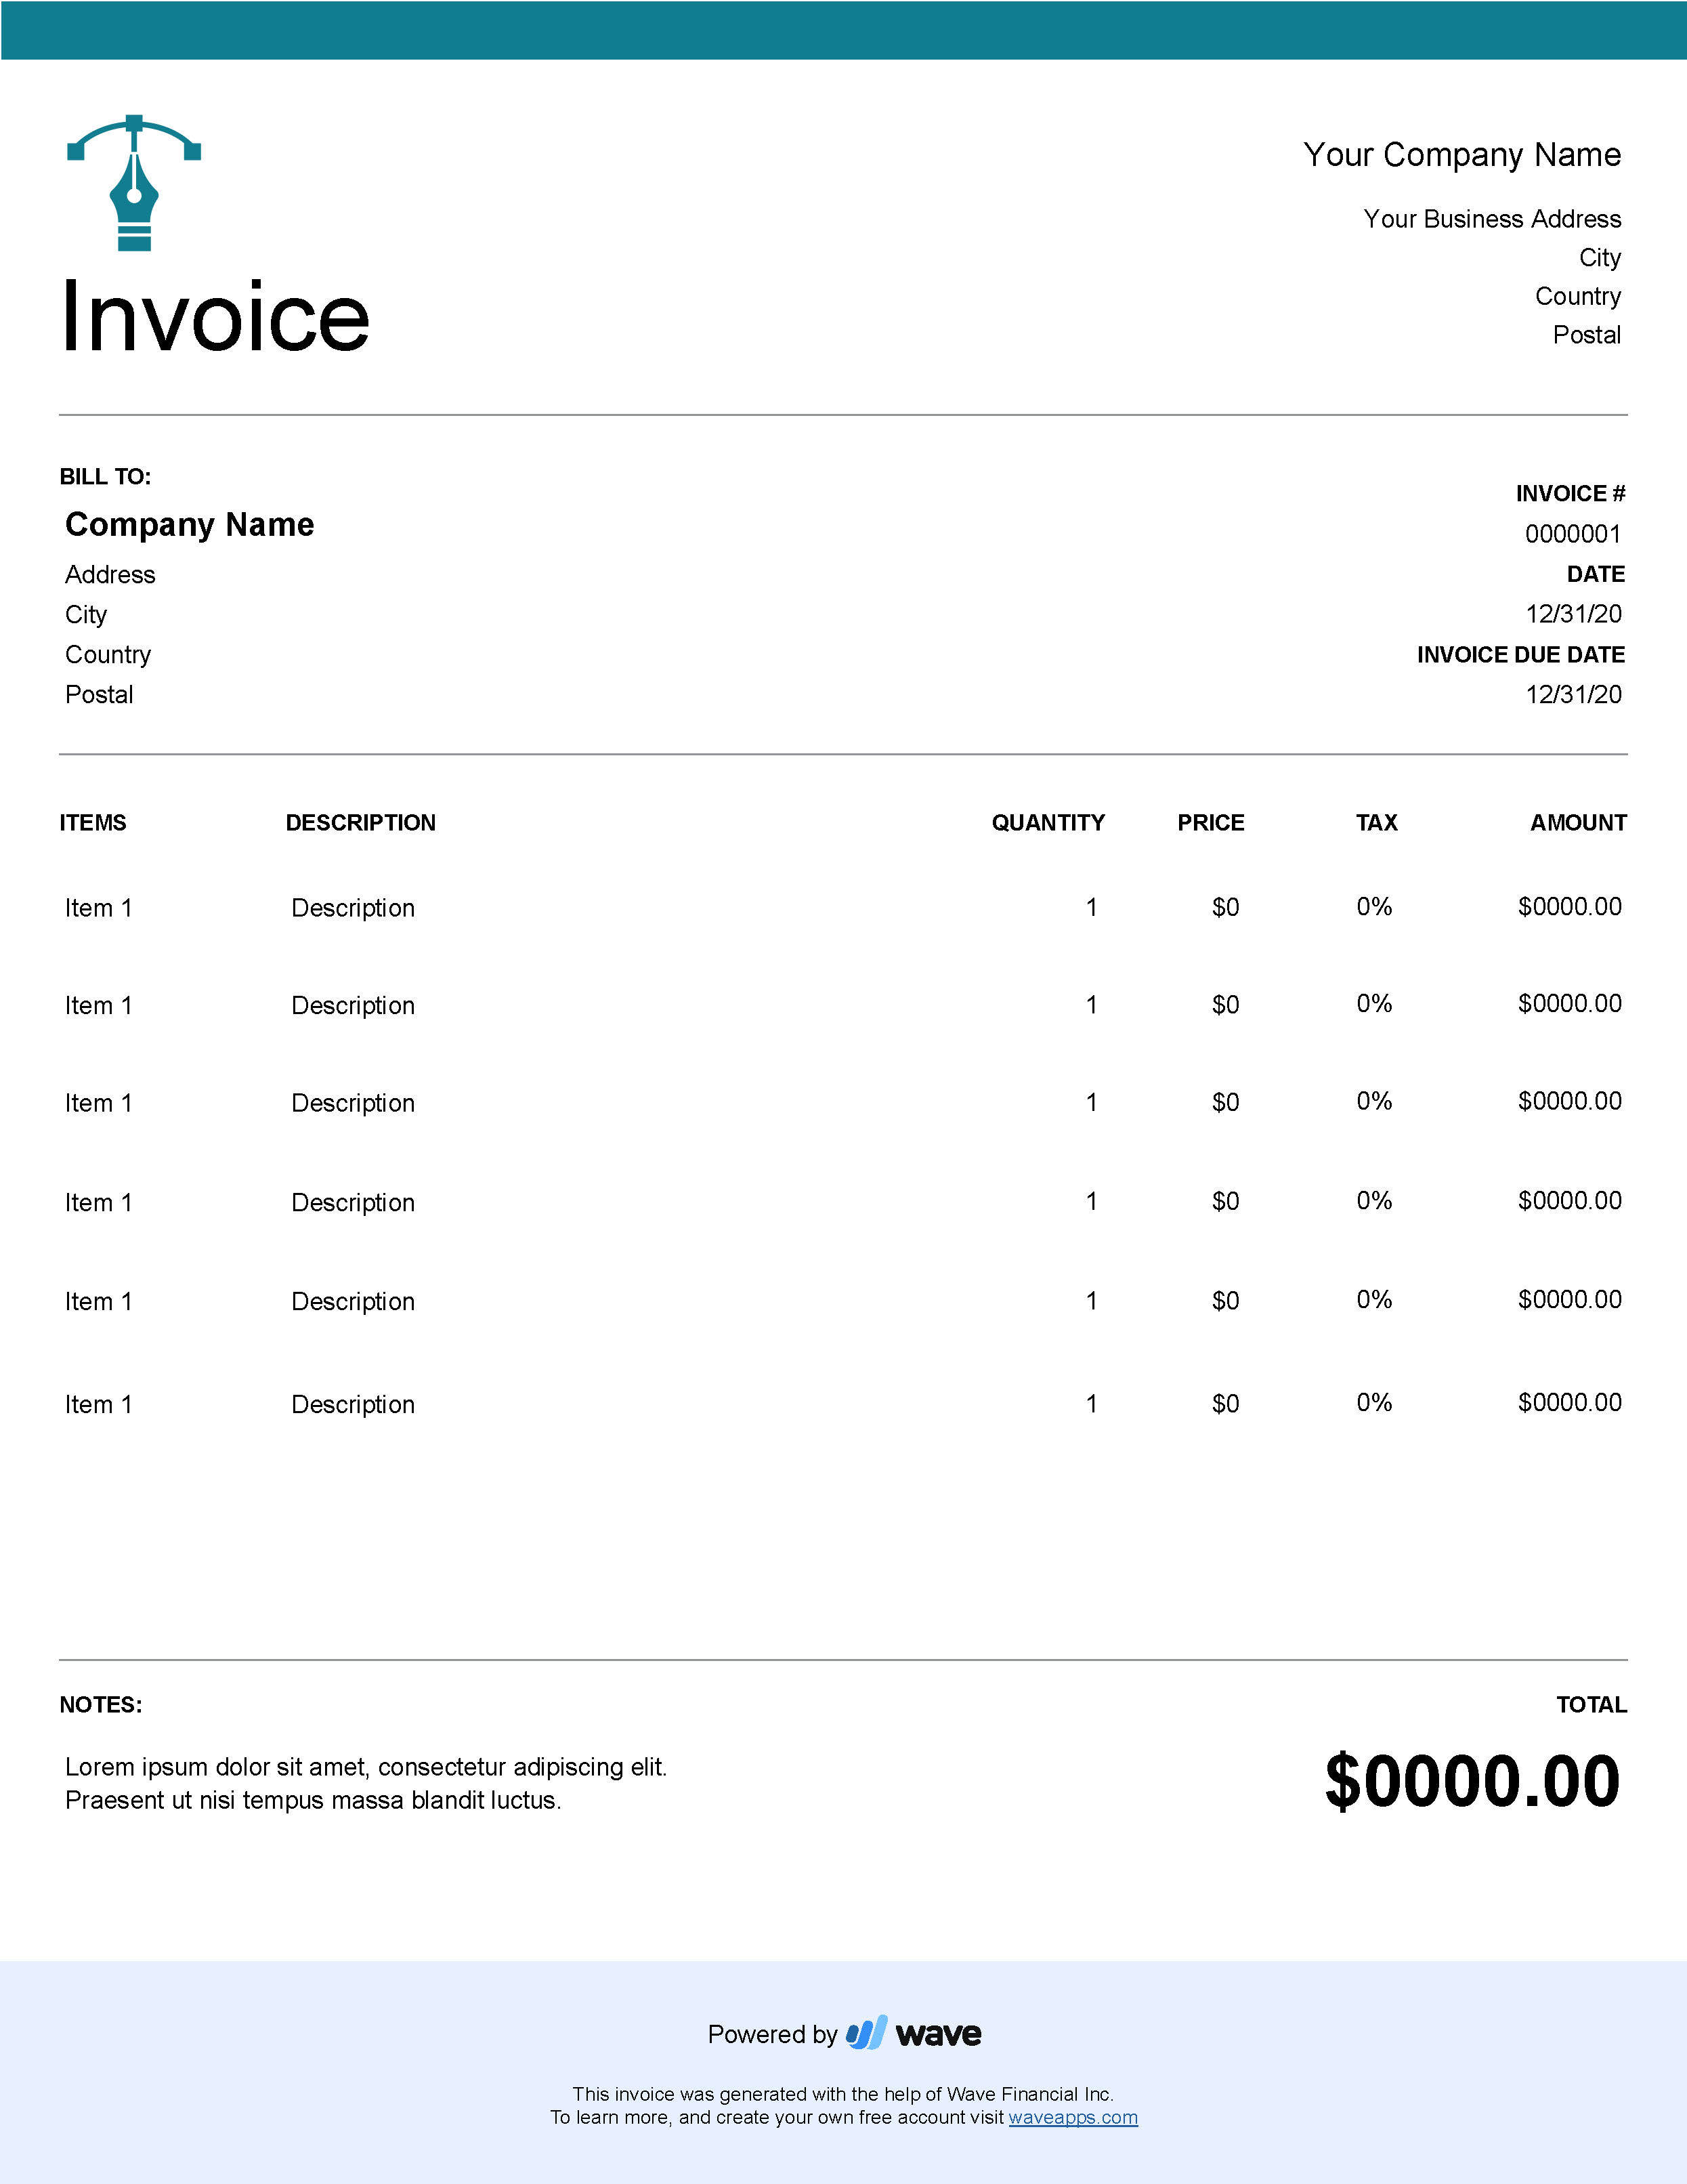 Your Company Name
Your Business Address
City
Country
Postal
Invoice
BILL TO:
Company Name
Address
City
Country
Postal
INVOICE #
0000001
DATE
12/31/20
INVOICE DUE DATE
12/31/20
ITEMS DESCRIPTION QUANTITY PRICE TAX AMOUNT
Item 1 Description 1 $0 0% $0000.00
Item 1 Description 1 $0 0% $0000.00
Item 1 Description 1 $0 0% $0000.00
Item 1 Description 1 $0 0% $0000.00
Item 1 Description 1 $0 0% $0000.00
Item 1 Description 1 $0 0% $0000.00
NOTES:
Lorem ipsum dolor sit amet, consectetur adipiscing elit.
Praesent ut nisi tempus massa blandit luctus.
TOTAL
$0000.00
Powered by wave
This invoice was generated with the help of Wave Financial Inc.
To learn more, and create your own free account visit waveapps.com